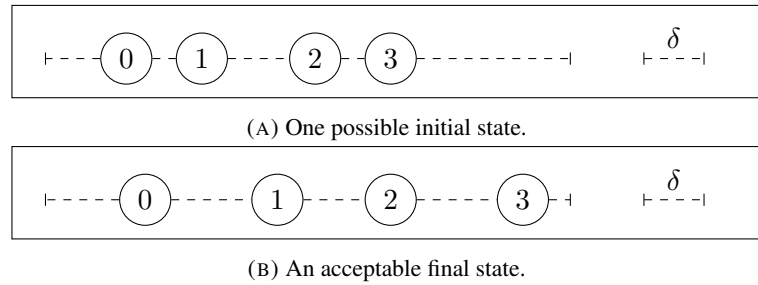 0 1 2 3 δ
(A) One possible initial state.
0 1 2 3 δ
(B) An acceptable final state.